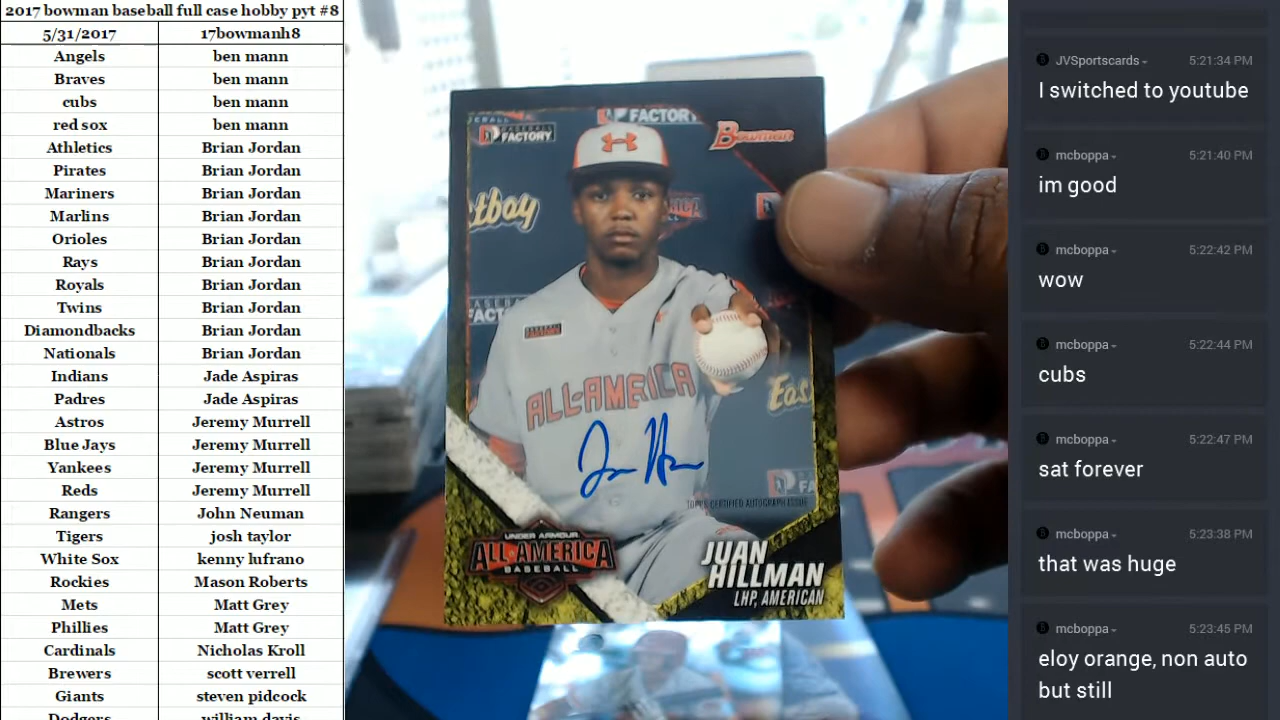 2017 bowman baseball full case hobby pyt #8
5/31/2017 17bowmanh8
Angels ben mann
Braves ben mann
cubs ben mann
red sox ben mann
Athletics Brian Jordan
Pirates Brian Jordan
Mariners Brian Jordan
Marlins Brian Jordan
Orioles Brian Jordan
Rays Brian Jordan
Royals Brian Jordan
Twins Brian Jordan
Diamondbacks Brian Jordan
Nationals Brian Jordan
Indians Jade Aspiras
Padres Jade Aspiras
Astros Jeremy Murrell
Blue Jays Jeremy Murrell
Yankees Jeremy Murrell
Reds Jeremy Murrell
Rangers John Neuman
Tigers josh taylor
White Sox kenny lufrano
Rockies Mason Roberts
Mets Matt Grey
Phillies Matt Grey
Cardinals Nicholas Kroll
Brewers scott verrell
Giants steven pidcock
Dodgers william davis
FACTORY
BASEBALL
FACTORY
Bowman
tbay
ALL-AMERICA
Eas
TOPPS CERTIFIED AUTOGRAPH ISSUE
UNDER ARMOUR
ALL-AMERICA
BASEBALL
JUAN
HILLMAN
LHP, AMERICAN
JVSportscards 5:21:34 PM
I switched to youtube
mcboppa 5:21:40 PM
im good
mcboppa 5:22:42 PM
wow
mcboppa 5:22:44 PM
cubs
mcboppa 5:22:47 PM
sat forever
mcboppa 5:23:38 PM
that was huge
mcboppa 5:23:45 PM
eloy orange, non auto
but still